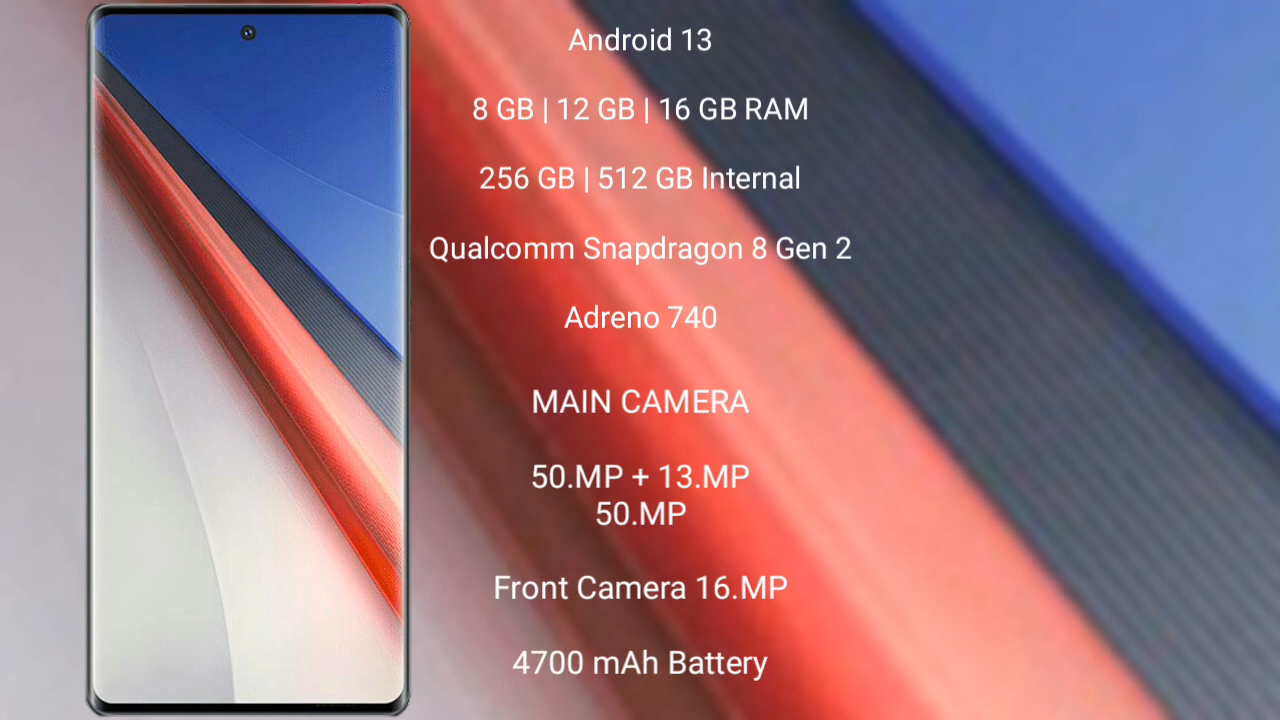 Android 13
8 GB | 12 GB | 16 GB RAM
256 GB | 512 GB Internal
Qualcomm Snapdragon 8 Gen 2
Adreno 740
MAIN CAMERA
50.MP + 13.MP
50.MP
Front Camera 16.MP
4700 mAh Battery